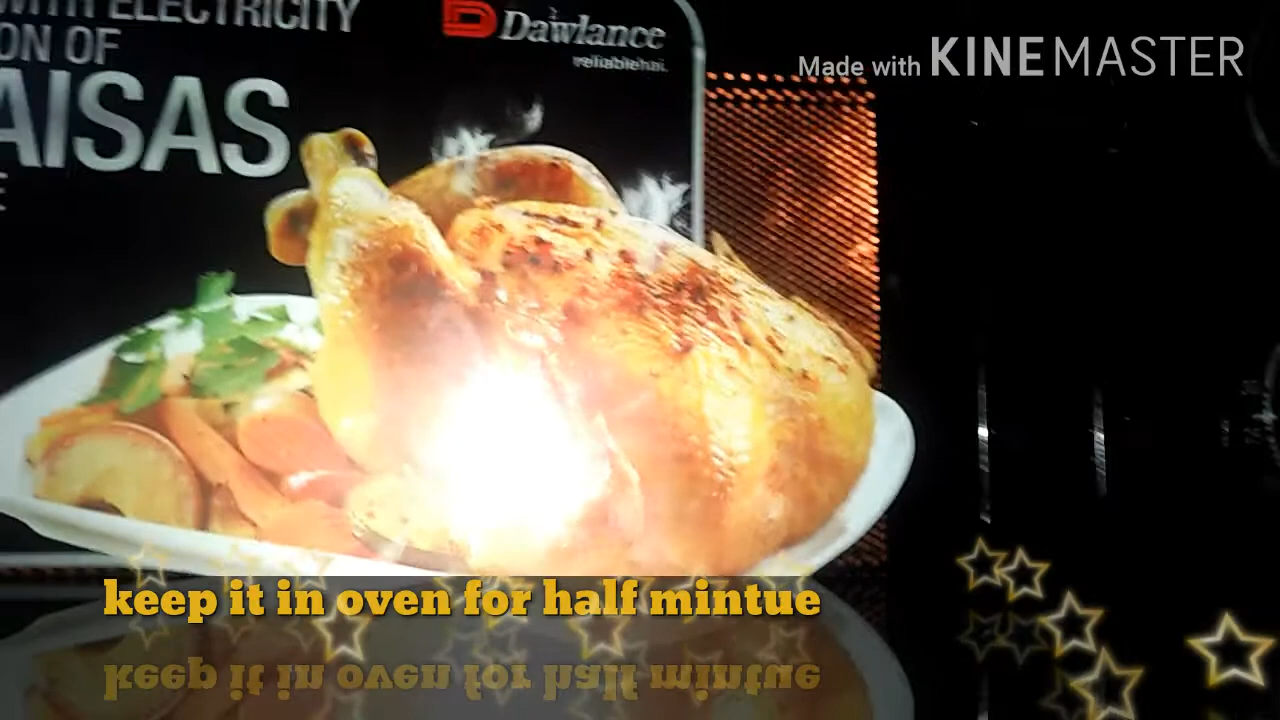 WITH ELECTRICITY
ON OF
AISAS
E
Dawlance
reliablehai.
Made with KINEMASTER
keep it in oven for half mintue
keep it in oven for half mintue